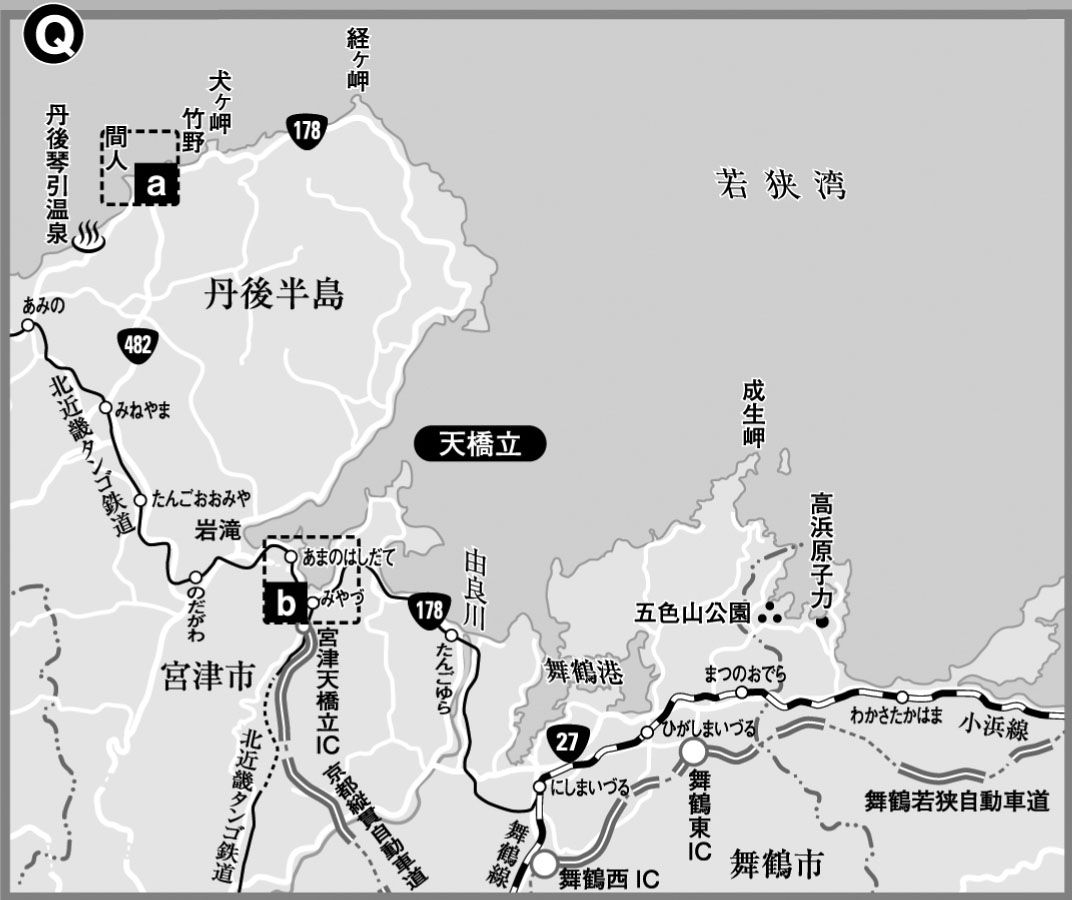 Q
経ヶ岬
犬ヶ岬
竹野
間人
a
丹後琴引温泉
178
若狭湾
丹後半島
あみの
482
北近畿タンゴ鉄道
みねやま
たんごおおみや
岩滝
天橋立
成生岬
高浜原子力
あまのはしだて
b
みやづ
のだがわ
宮津市
宮津天橋立IC
178
由良川
たんごゆら
五色山公園
舞鶴港
まつのおでら
わかさたかはま
小浜線
ひがしまいづる
27
にしまいづる
舞鶴東IC
舞鶴若狭自動車道
北近畿タンゴ鉄道
京都縦貫自動車道
舞鶴線
舞鶴西IC
舞鶴市